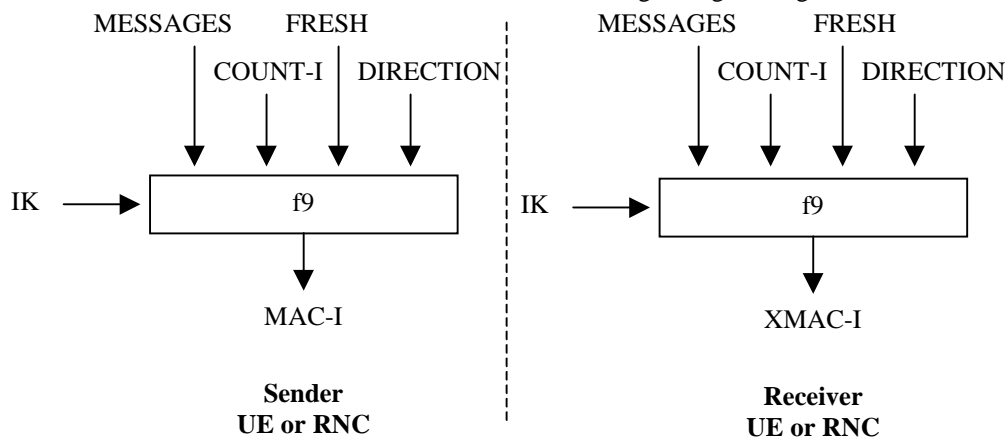 MESSAGES FRESH MESSAGES FRESH
COUNT-I DIRECTION COUNT-I DIRECTION
IK f9 IK f9
MAC-I XMAC-I
Sender Receiver
UE or RNC UE or RNC